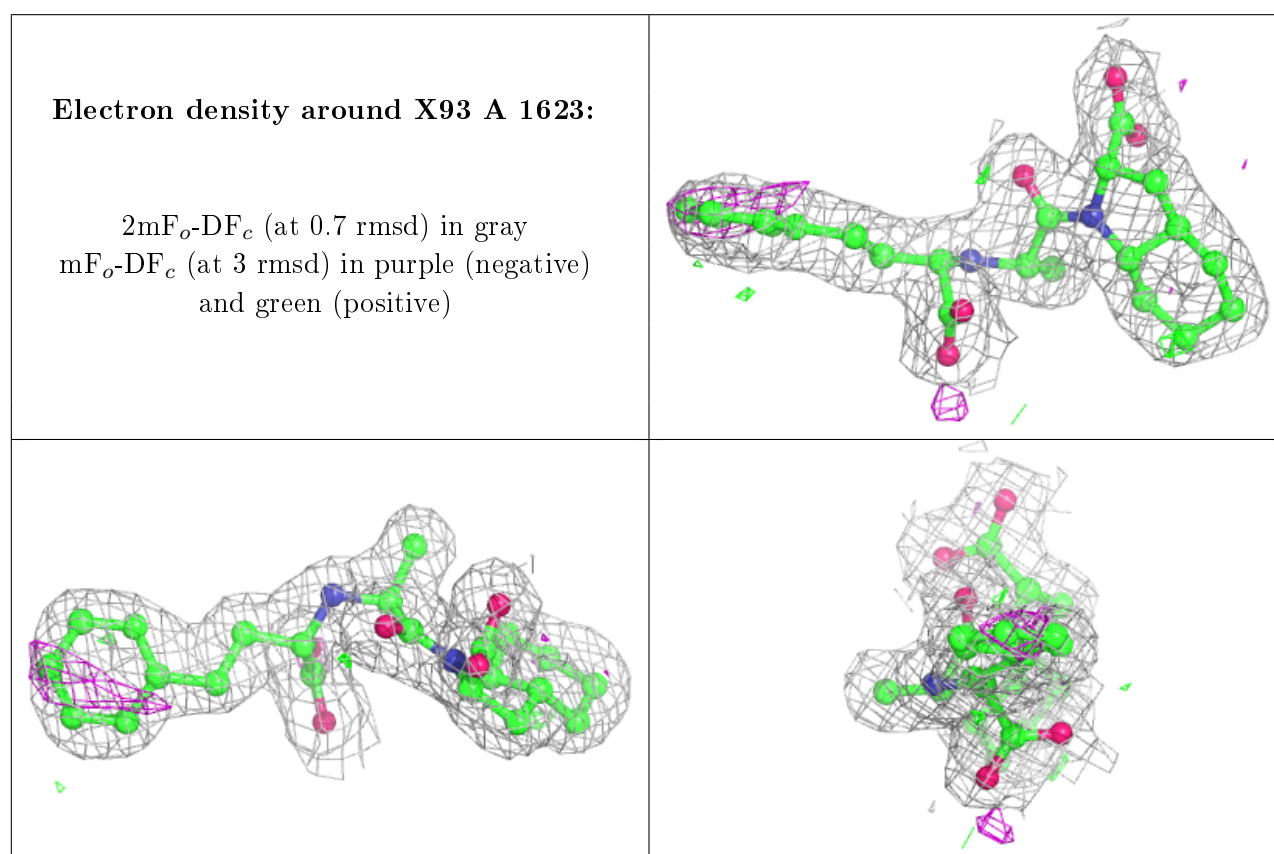 Electron density around X93 A 1623:
2mFo-DFc (at 0.7 rmsd) in gray
mFo-DFc (at 3 rmsd) in purple (negative)
and green (positive)